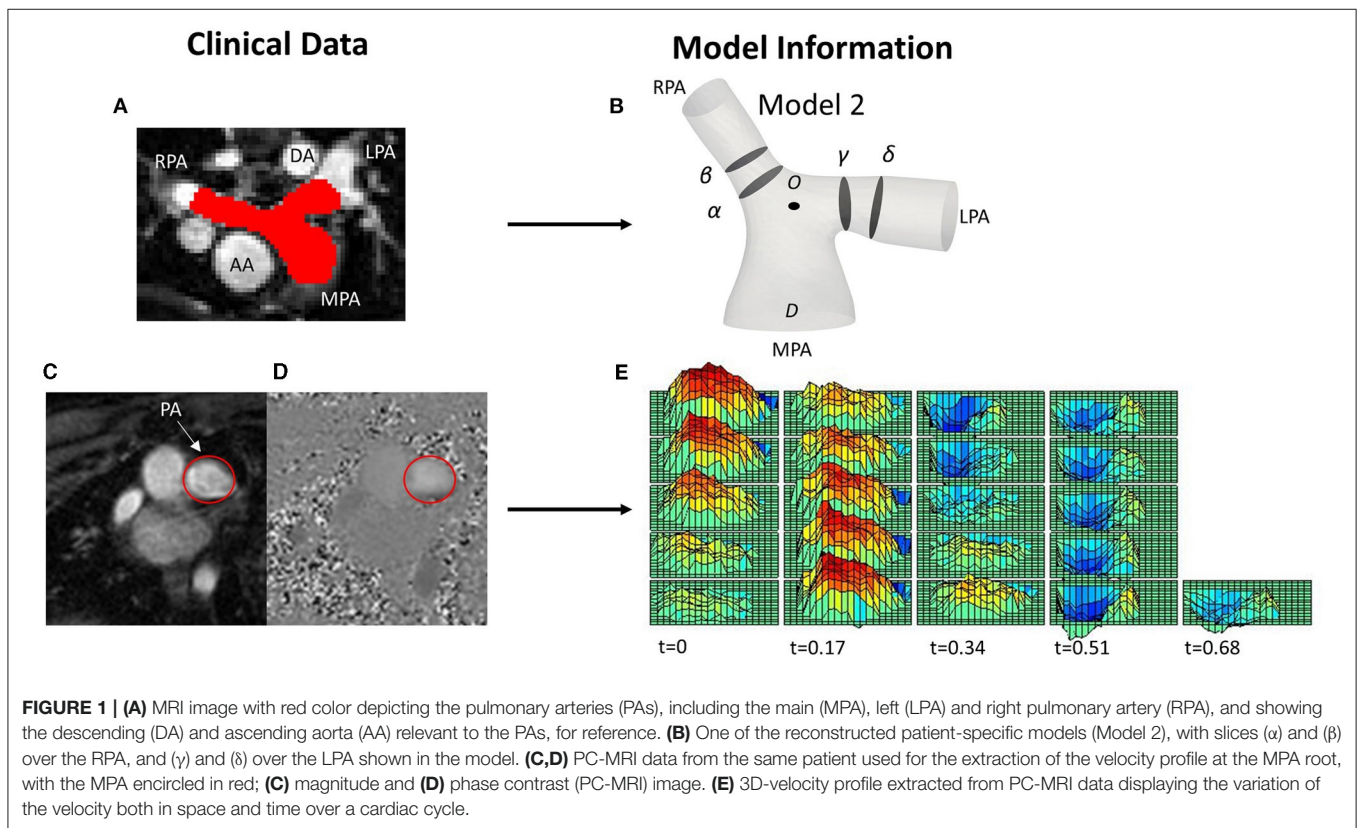 Clinical Data
Model Information
A
RPA
DA
LPA
AA
MPA
B
RPA
Model 2
β
α
O
γ
δ
LPA
D
MPA
C
PA
D
E
t=0
t=0.17
t=0.34
t=0.51
t=0.68
FIGURE 1 | (A) MRI image with red color depicting the pulmonary arteries (PAs), including the main (MPA), left (LPA) and right pulmonary artery (RPA), and showing
the descending (DA) and ascending aorta (AA) relevant to the PAs, for reference. (B) One of the reconstructed patient-specific models (Model 2), with slices (α) and (β)
over the RPA, and (γ) and (δ) over the LPA shown in the model. (C,D) PC-MRI data from the same patient used for the extraction of the velocity profile at the MPA root,
with the MPA encircled in red; (C) magnitude and (D) phase contrast (PC-MRI) image. (E) 3D-velocity profile extracted from PC-MRI data displaying the variation of
the velocity both in space and time over a cardiac cycle.